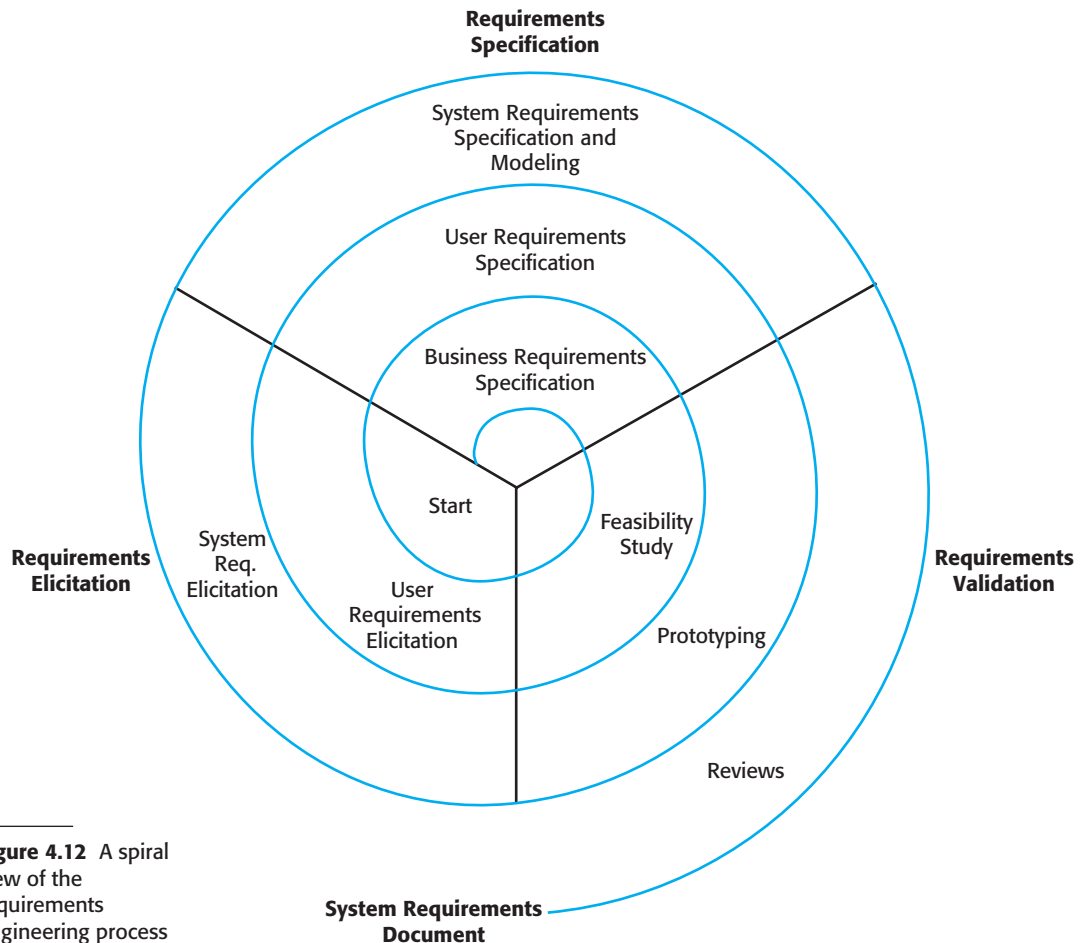 Requirements
Specification
System Requirements
Specification and
Modeling
User Requirements
Specification
Business Requirements
Specification
Start
Feasibility
Study
System
Req.
Elicitation
Requirements
Elicitation
Requirements
Validation
User
Requirements
Elicitation
Prototyping
Reviews
gure 4.12 A spiral
ew of the
quirements
gineering process
System Requirements
Document